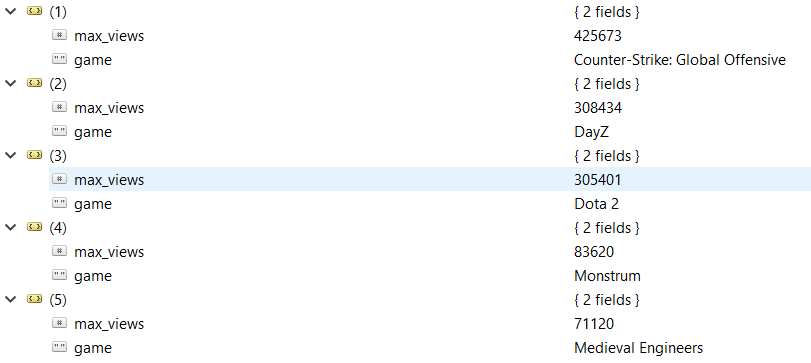 (1) { 2 fields }
# max_views 425673
"" game Counter-Strike: Global Offensive
(2) { 2 fields }
# max_views 308434
"" game DayZ
(3) { 2 fields }
# max_views 305401
"" game Dota 2
(4) { 2 fields }
# max_views 83620
"" game Monstrum
(5) { 2 fields }
# max_views 71120
"" game Medieval Engineers